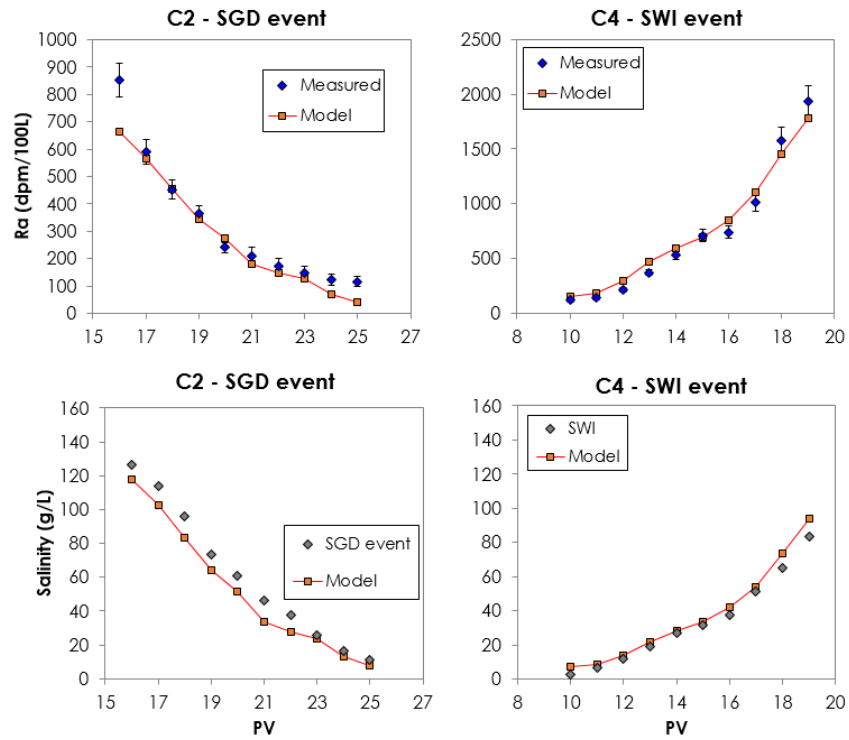 C2 - SGD event
1000
900
800
700
600
500
400
300
200
100
0
Ra (dpm/100L)
Measured
Model
15 17 19 21 23 25 27
C4 - SWI event
2500
2000
1500
1000
500
0
Measured
Model
8 10 12 14 16 18 20
C2 - SGD event
160
140
120
100
80
60
40
20
0
Salinity (g/L)
SGD event
Model
15 17 19 21 23 25 27
PV
C4 - SWI event
160
140
120
100
80
60
40
20
0
SWI
Model
8 10 12 14 16 18 20
PV